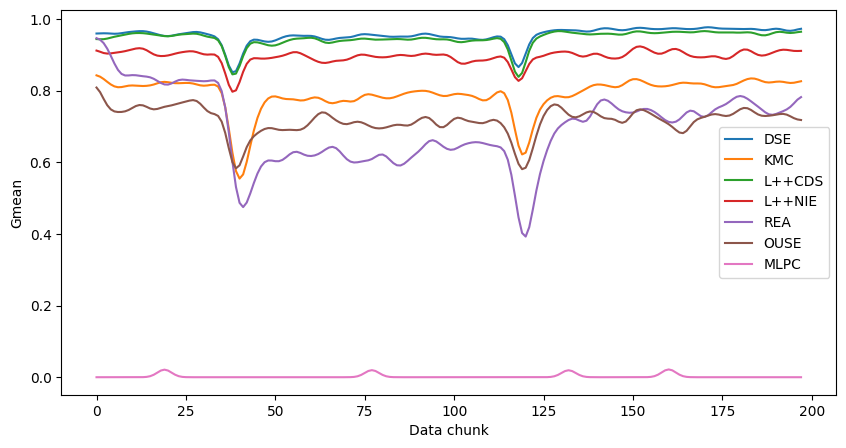 1.0
0.8
0.6
0.4
0.2
0.0
Gmean
0 25 50 75 100 125 150 175 200
Data chunk
DSE
KMC
L++CDS
L++NIE
REA
OUSE
MLPC